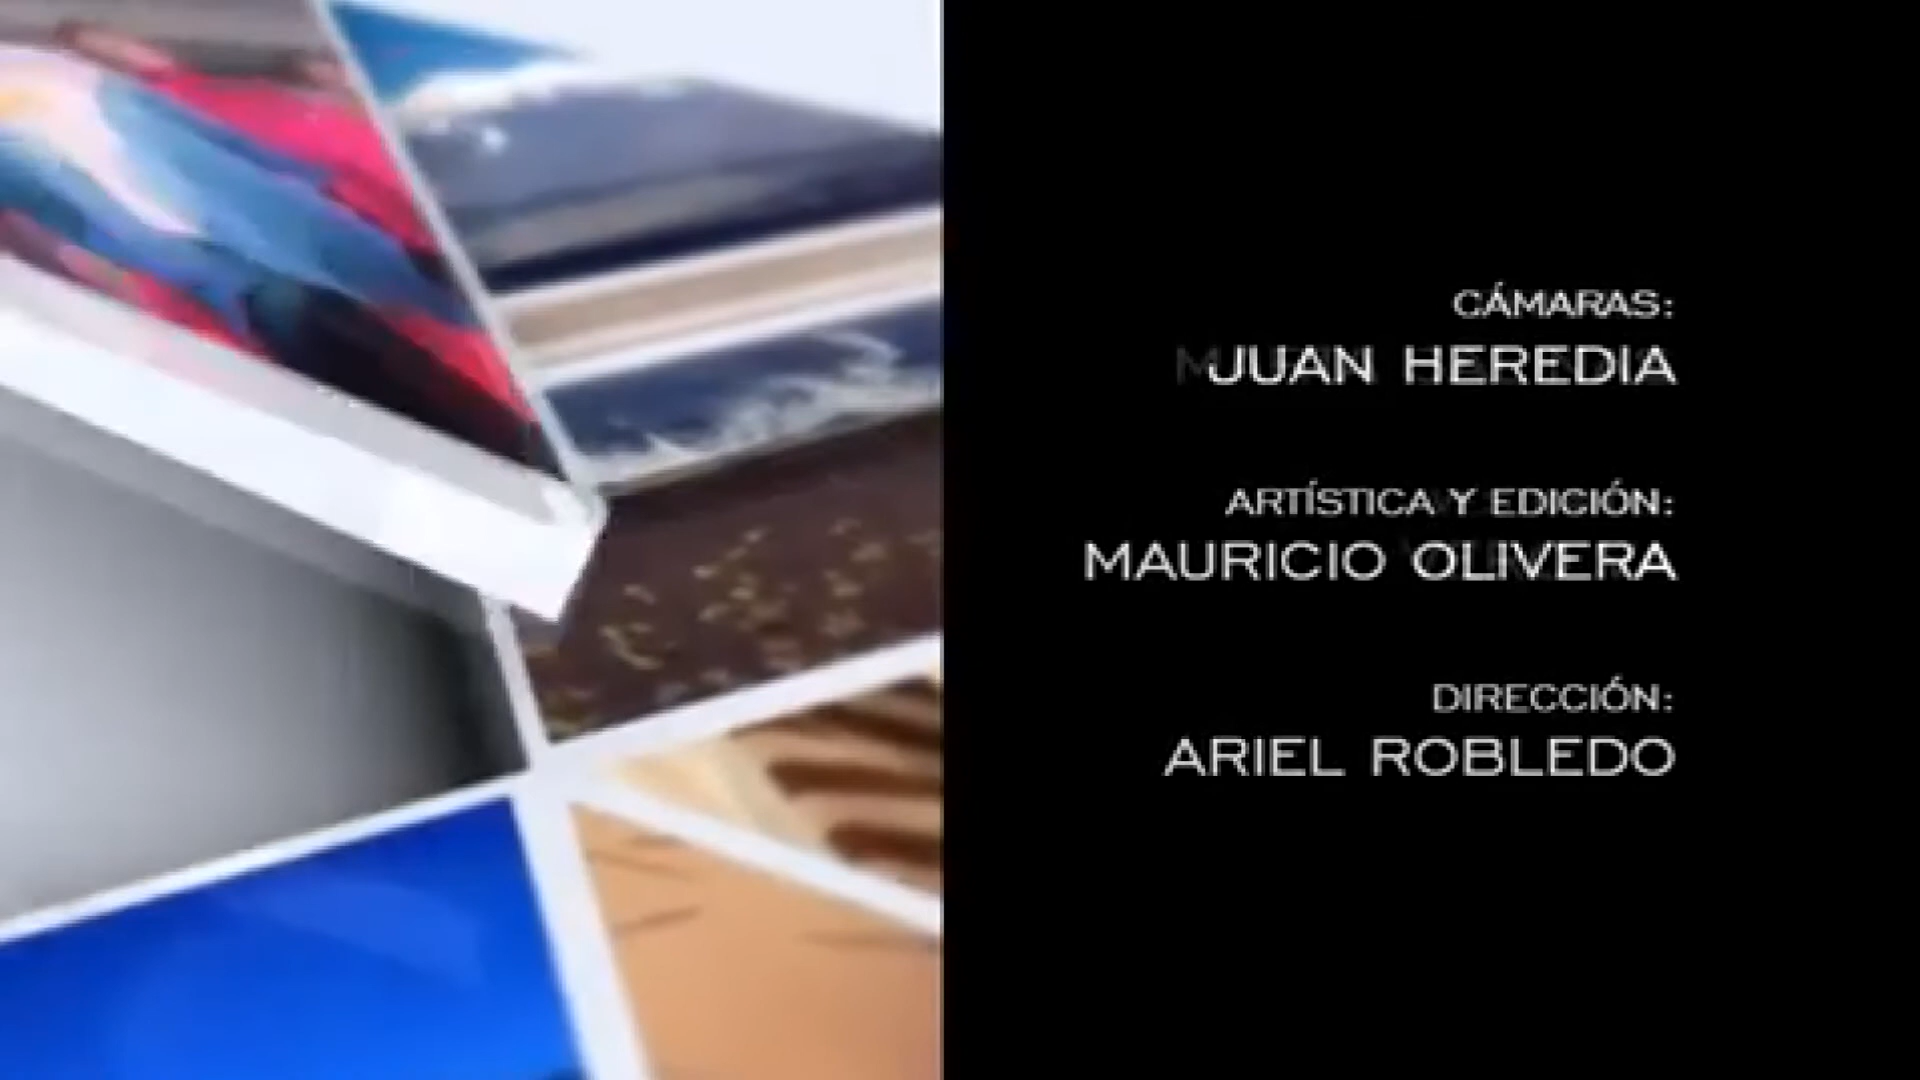 CÁMARAS:
JUAN HEREDIA
ARTÍSTICA Y EDICIÓN:
MAURICIO OLIVERA
DIRECCIÓN:
ARIEL ROBLEDO